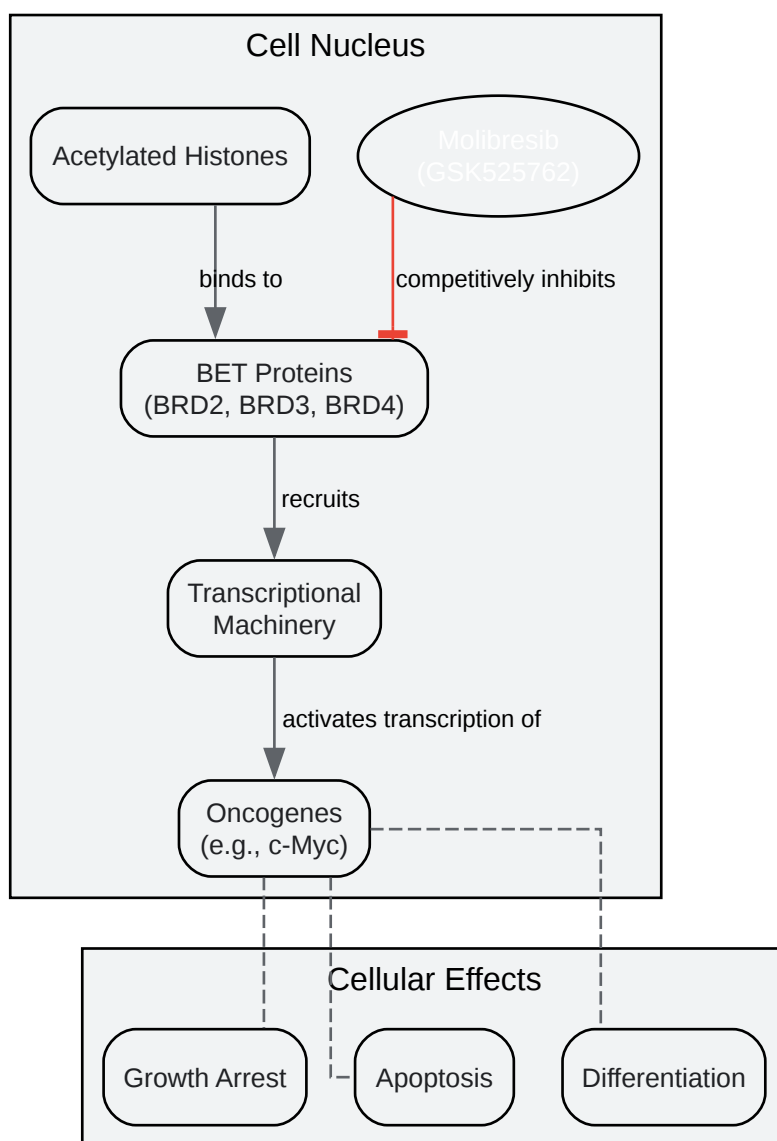 Cell Nucleus
Acetylated Histones
Molibresib
(GSK525762)
binds to
competitively inhibits
BET Proteins
(BRD2, BRD3, BRD4)
recruits
Transcriptional
Machinery
activates transcription of
Oncogenes
(e.g., c-Myc)
Cellular Effects
Growth Arrest
Apoptosis
Differentiation